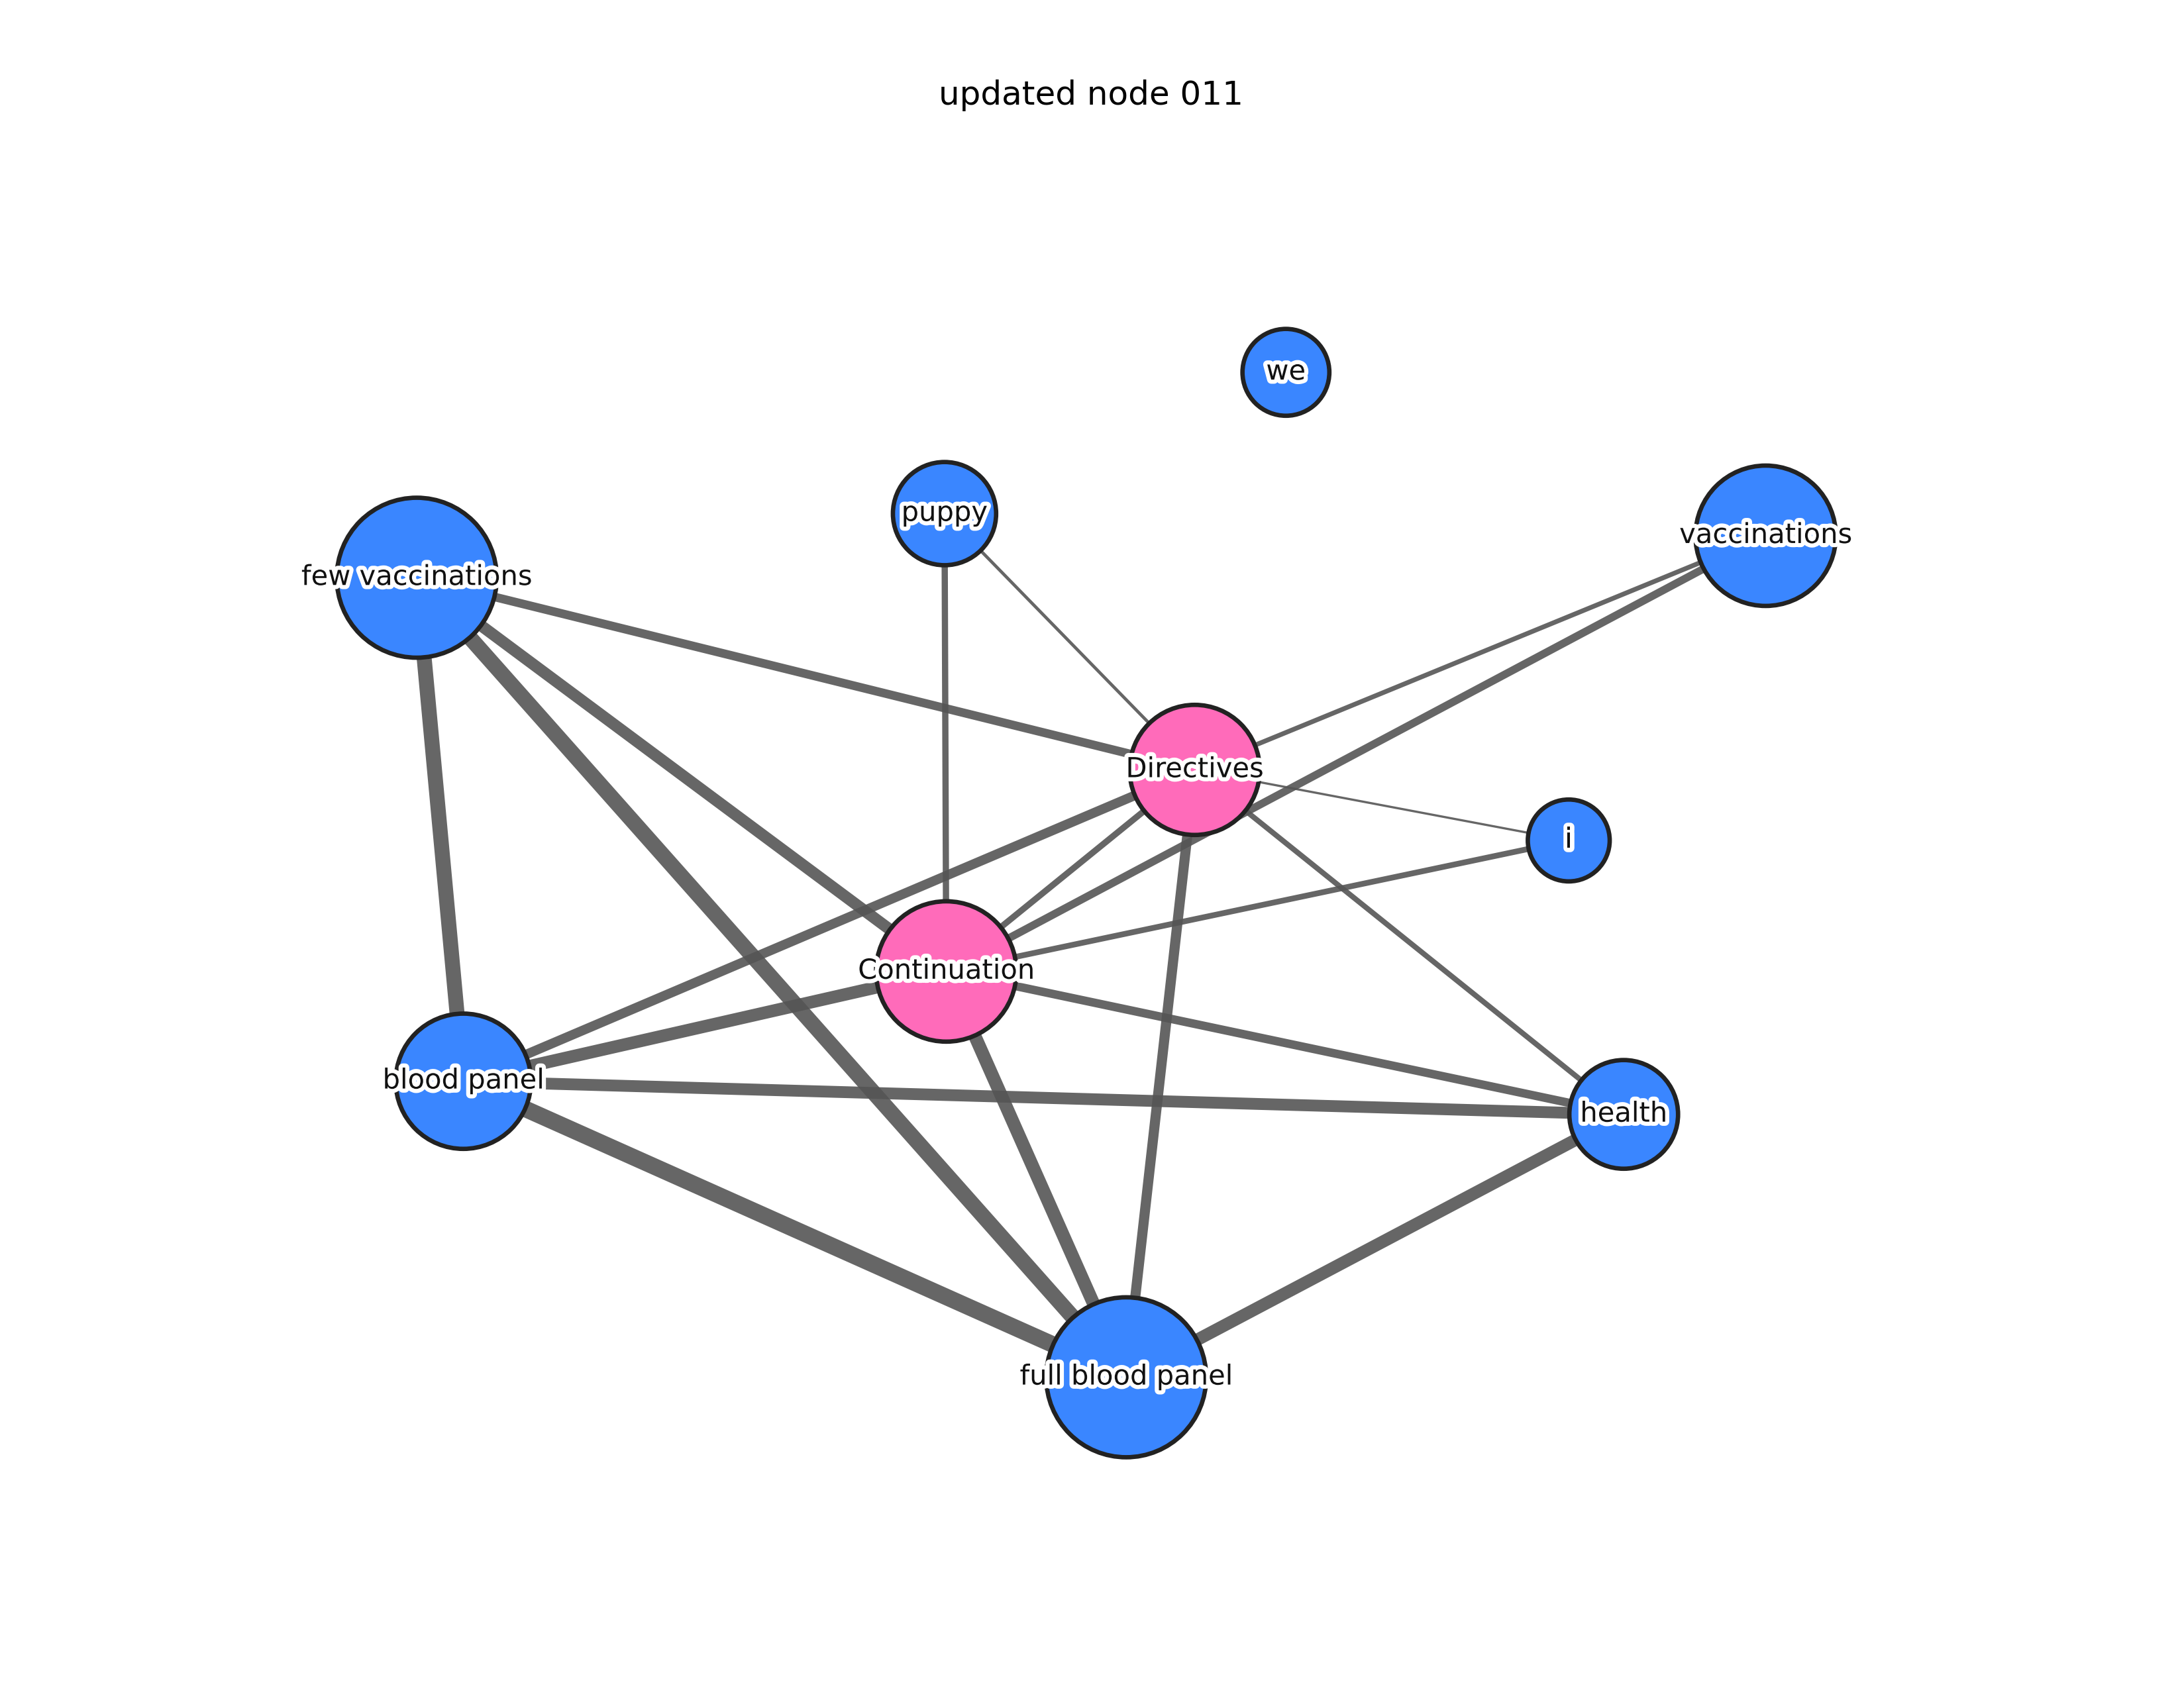 updated node 011
we
puppy
vaccinations
few vaccinations
Directives
i
Continuation
blood panel
health
full blood panel